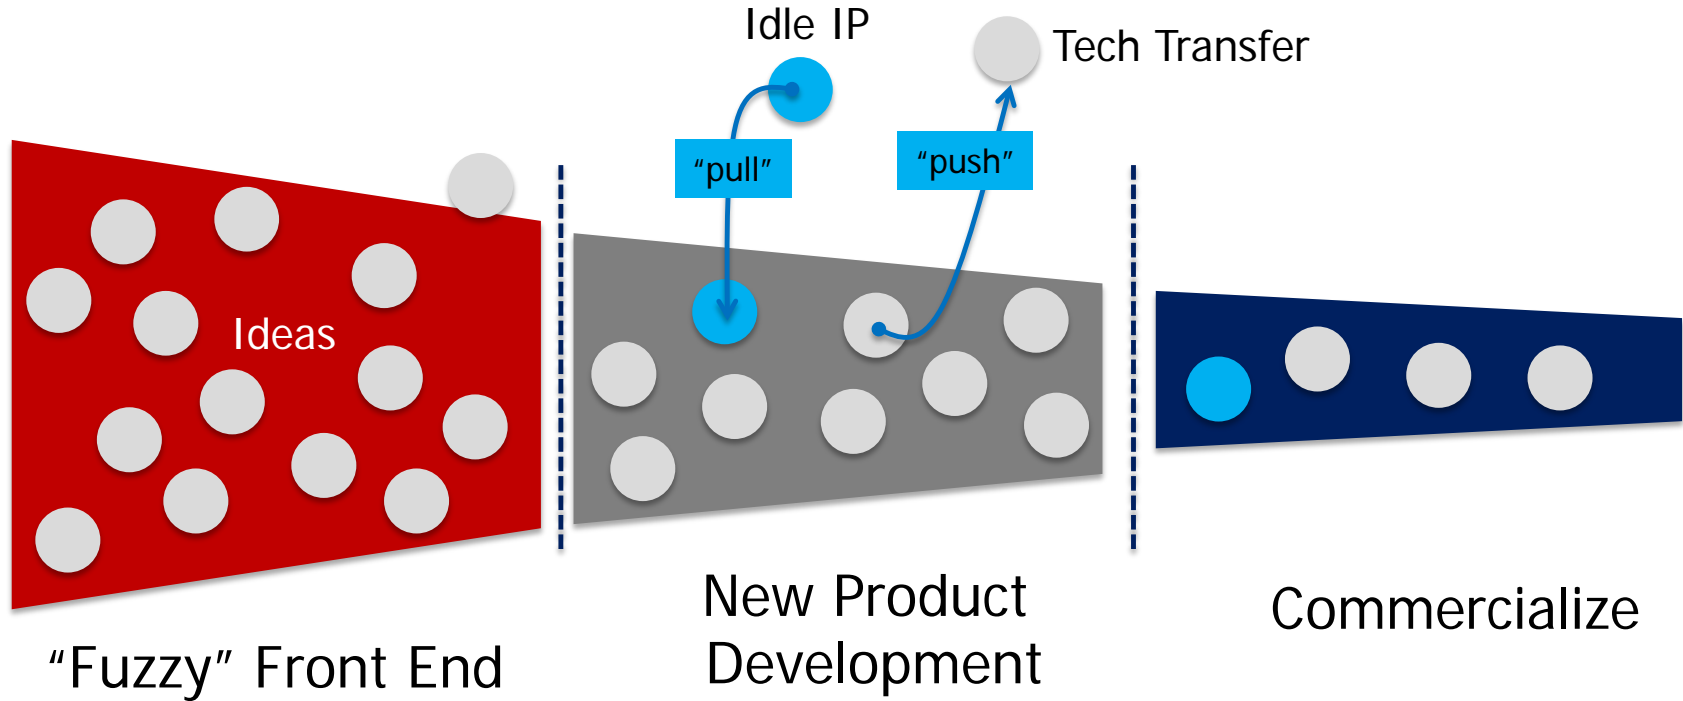 Idle IP
Tech Transfer
“pull”
“push”
Ideas
“Fuzzy” Front End
New Product
Development
Commercialize